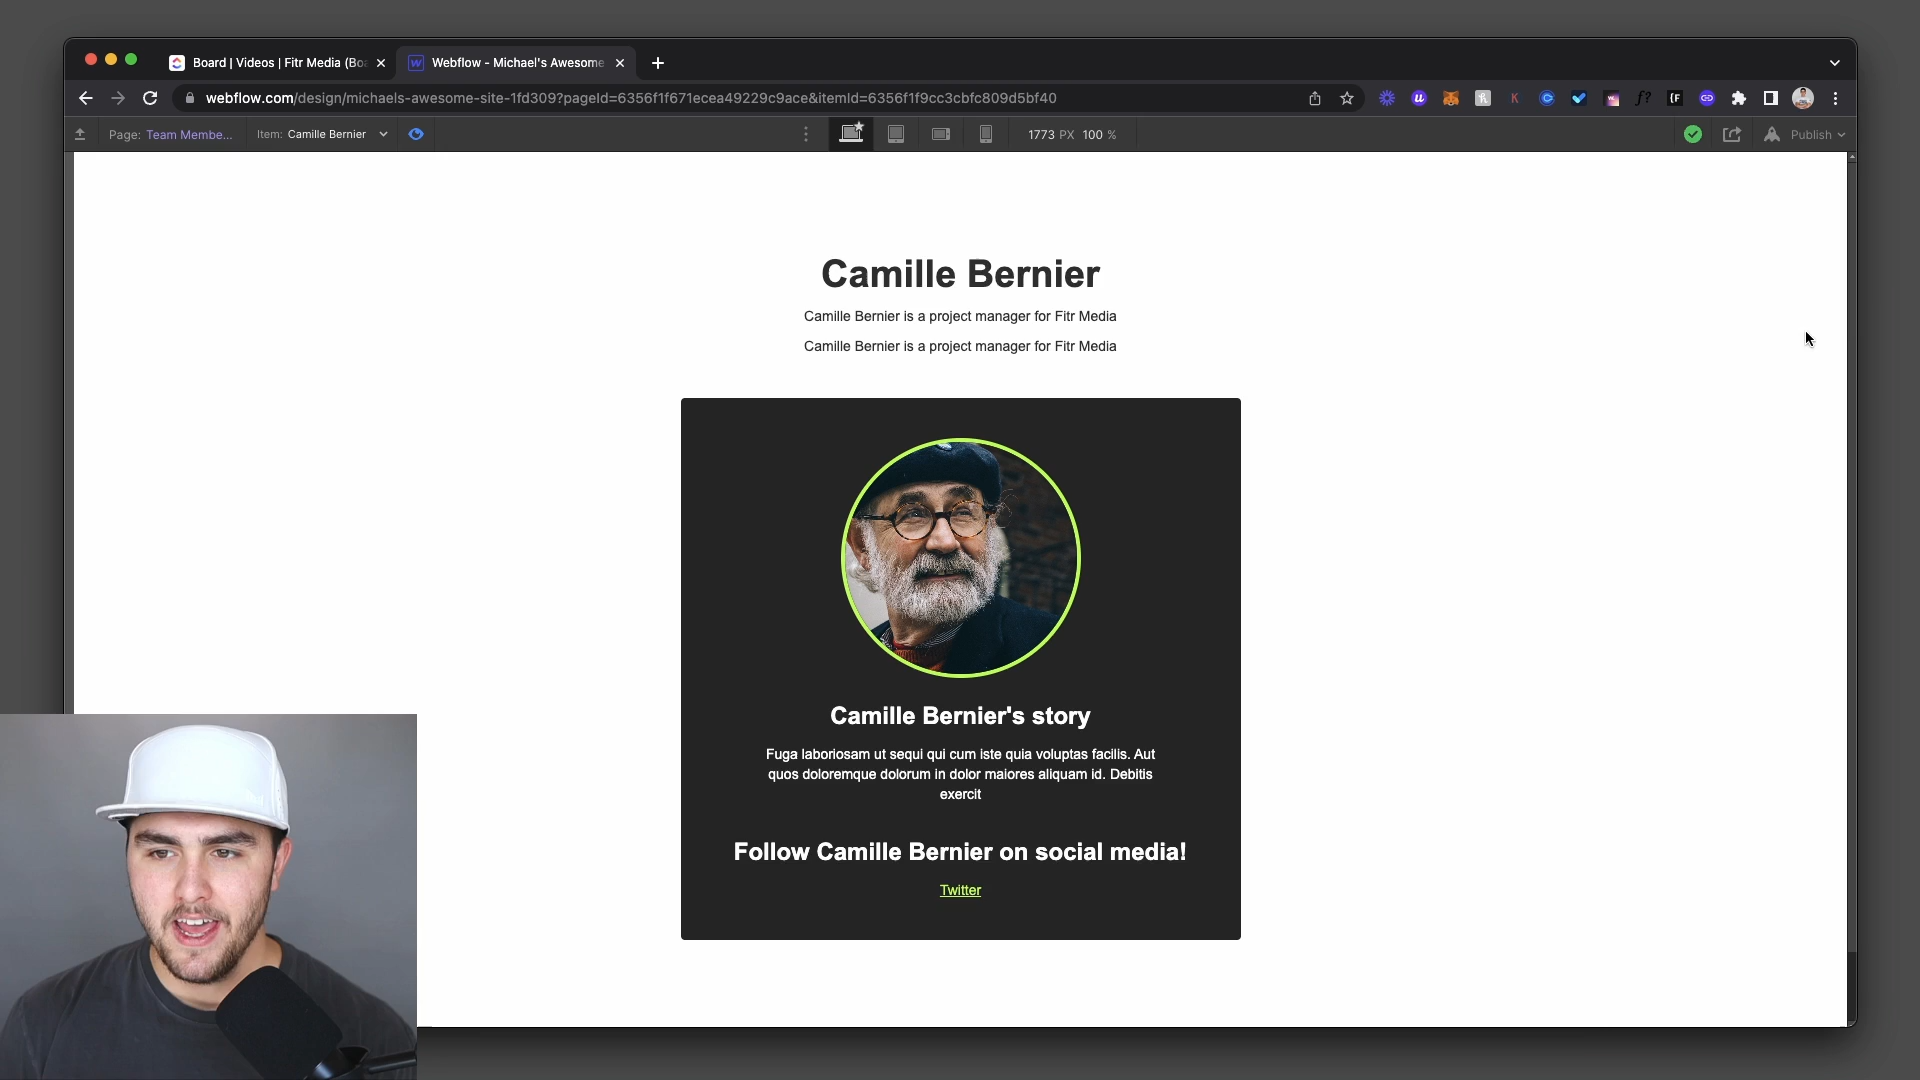 Board | Videos | Fitr Media (Boa
Webflow - Michael's Awesome
webflow.com/design/michaels-awesome-site-1fd309?pageId=6356f1f671ecea49229c9ace&itemId=6356f1f9cc3cbfc809d5bf40
Page: Team Membe...
Item: Camille Bernier
1773 PX 100 %
Publish
Camille Bernier
Camille Bernier is a project manager for Fitr Media
Camille Bernier is a project manager for Fitr Media
Camille Bernier's story
Fuga laboriosam ut sequi qui cum iste quia voluptas facilis. Aut
quos doloremque dolorum in dolor maiores aliquam id. Debitis
exercit
Follow Camille Bernier on social media!
Twitter